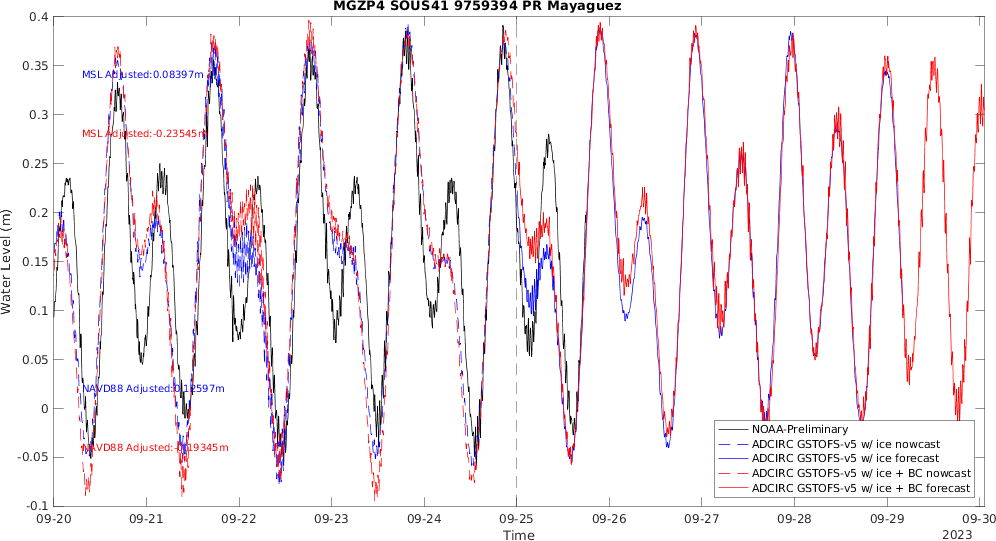 MGZP4 SOUS41 9759394 PR Mayaguez
0.4
0.35
0.3
0.25
0.2
0.15
0.1
0.05
0
-0.05
-0.1
Water Level (m)
MSL Adjusted:0.08397m
MSL Adjusted:-0.23545m
NAVD88 Adjusted:0.12597m
NAVD88 Adjusted:-0.19345m
NOAA-Preliminary
ADCIRC GSTOFS-v5 w/ ice nowcast
ADCIRC GSTOFS-v5 w/ ice forecast
ADCIRC GSTOFS-v5 w/ ice + BC nowcast
ADCIRC GSTOFS-v5 w/ ice + BC forecast
09-20 09-21 09-22 09-23 09-24 09-25 09-26 09-27 09-28 09-29 09-30
Time
2023